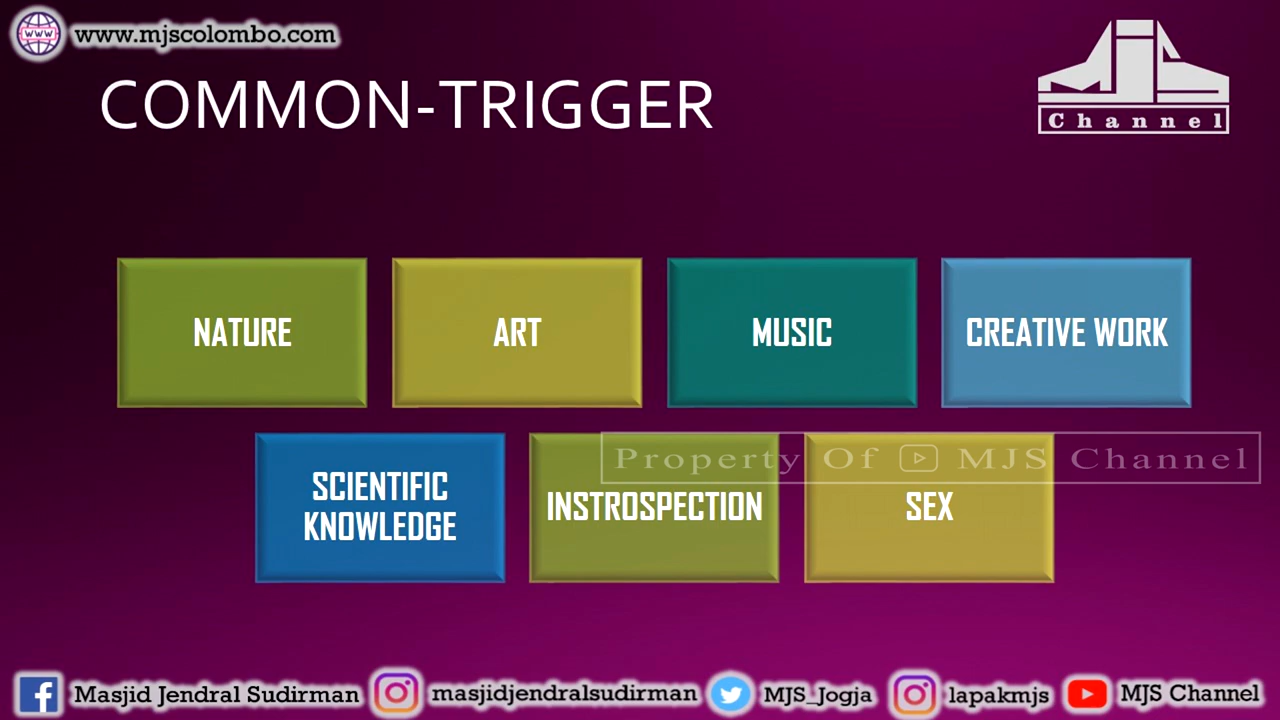 www.mjscolombo.com
MJS
Channel
COMMON-TRIGGER
NATURE
ART
MUSIC
CREATIVE WORK
SCIENTIFIC
KNOWLEDGE
INSTROSPECTION
SEX
Property Of MJS Channel
Masjid Jendral Sudirman
masjidjendralsudirman
MJS_Jogja
lapakmjs
MJS Channel